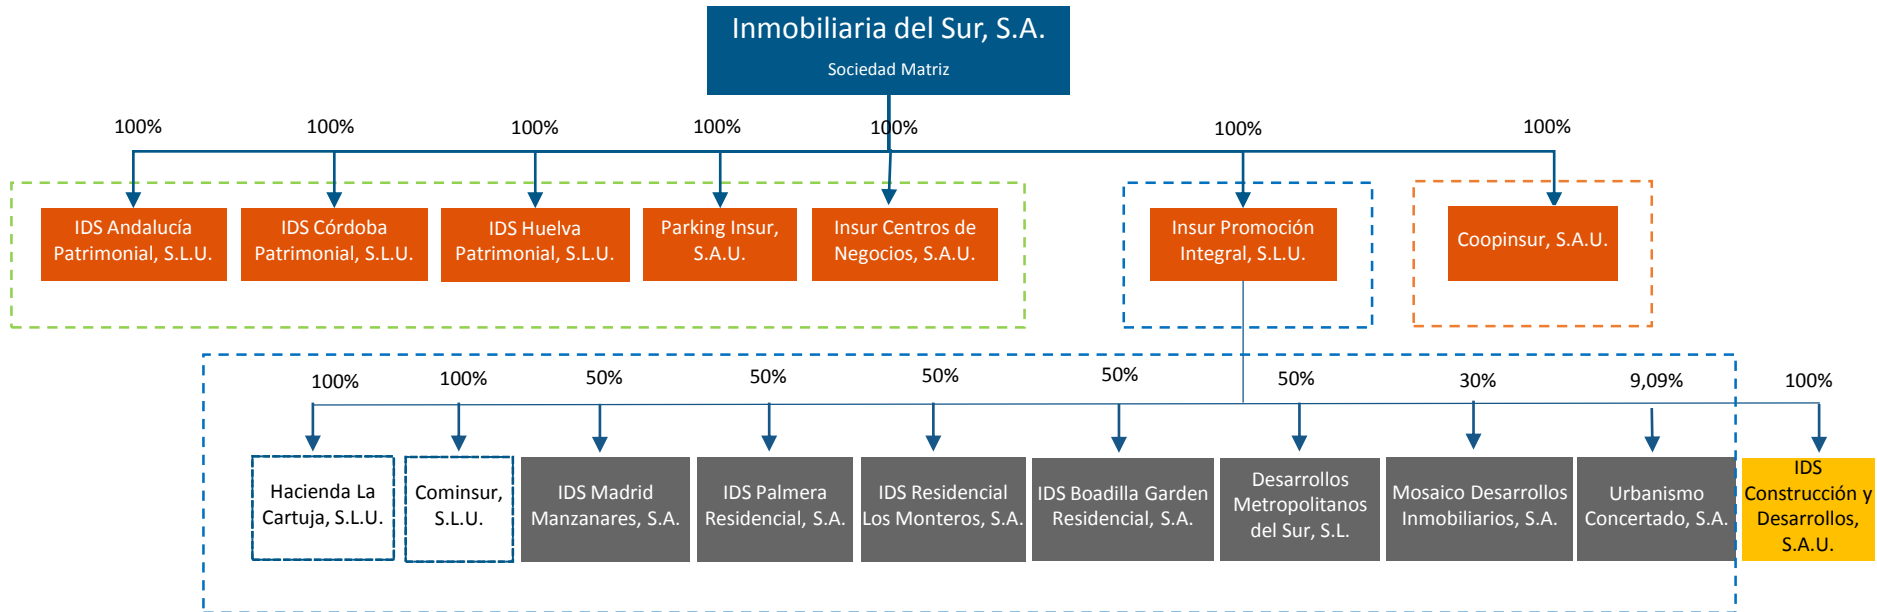 Inmobiliaria del Sur, S.A.
Sociedad Matriz
100%
100%
100%
100%
100%
100%
100%
IDS Andalucía
Patrimonial, S.L.U.
IDS Córdoba
Patrimonial, S.L.U.
IDS Huelva
Patrimonial, S.L.U.
Parking Insur,
S.A.U.
Insur Centros de
Negocios, S.A.U.
Insur Promoción
Integral, S.L.U.
Coopinsur, S.A.U.
100%
100%
50%
50%
50%
50%
50%
30%
9,09%
100%
Hacienda La
Cartuja, S.L.U.
Cominsur,
S.L.U.
IDS Madrid
Manzanares, S.A.
IDS Palmera
Residencial, S.A.
IDS Residencial
Los Monteros, S.A.
IDS Boadilla Garden
Residencial, S.A.
Desarrollos
Metropolitanos
del Sur, S.L.
Mosaico Desarrollos
Inmobiliarios, S.A.
Urbanismo
Concertado, S.A.
IDS
Construcción y
Desarrollos,
S.A.U.